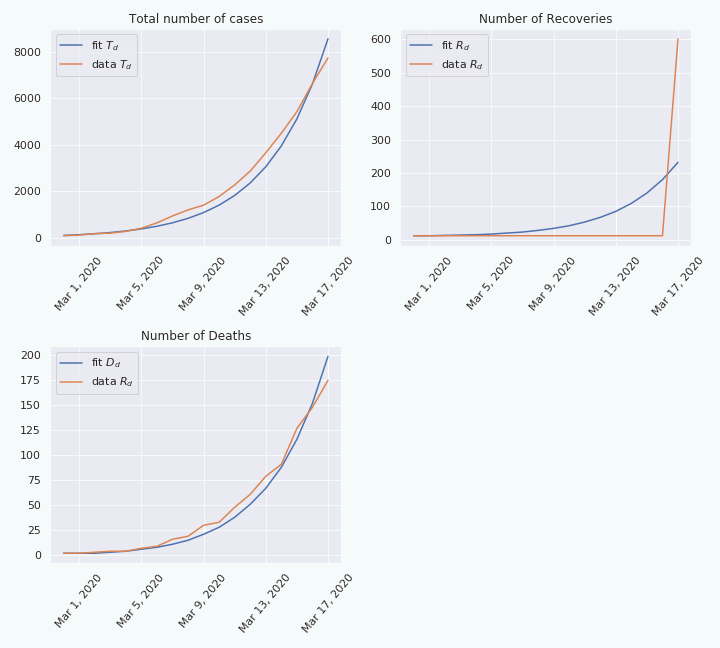 Total number of cases
fit T_d
data T_d
8000
6000
4000
2000
0
Mar 1, 2020
Mar 5, 2020
Mar 9, 2020
Mar 13, 2020
Mar 17, 2020
Number of Recoveries
fit R_d
data R_d
600
500
400
300
200
100
0
Mar 1, 2020
Mar 5, 2020
Mar 9, 2020
Mar 13, 2020
Mar 17, 2020
Number of Deaths
fit D_d
data R_d
200
175
150
125
100
75
50
25
0
Mar 1, 2020
Mar 5, 2020
Mar 9, 2020
Mar 13, 2020
Mar 17, 2020